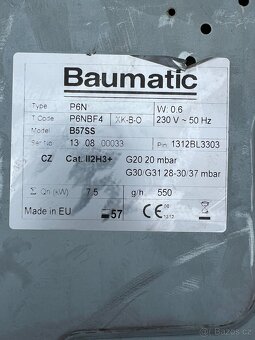 Baumatic
Type P6N W: 0.6
T Code P6NBF4 XK-B-O 230 V ~ 50 Hz
Model B57SS
Ser No 13 08 00033 Pin: 1312BL3303
CZ Cat. II2H3+ G20 20 mbar
G30/G31 28-30/37 mbar
Σ Qn (kW) 7.5 g/h 550
Made in EU 57 CE
bazos.cz